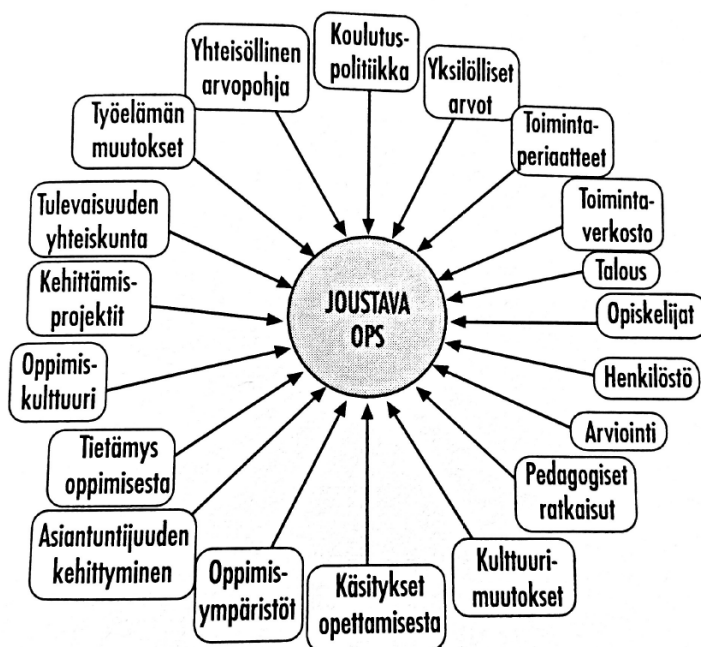 Koulutus-
politiikka
Yksilölliset
arvot
Toiminta-
periaatteet
Toiminta-
verkosto
Talous
Opiskelijat
Henkilöstö
Arviointi
Pedagogiset
ratkaisut
Kulttuuri-
muutokset
Käsitykset
opettamisesta
Oppimis-
ympäristöt
Asiantuntijuuden
kehittyminen
Tietämys
oppimisesta
Oppimis-
kulttuuri
Kehittämis-
projektit
Tulevaisuuden
yhteiskunta
Työelämän
muutokset
Yhteisöllinen
arvopohja
JOUSTAVA
OPS